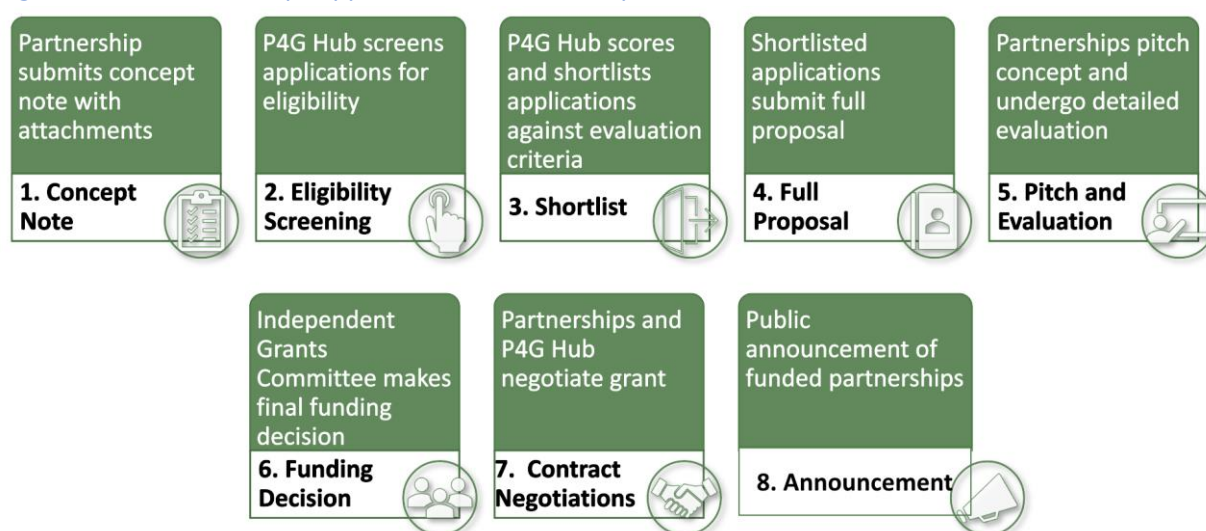 Partnership
submits concept
note with
attachments
1. Concept
Note
P4G Hub screens
applications for
eligibility
2. Eligibility
Screening
P4G Hub scores
and shortlists
applications
against evaluation
criteria
3. Shortlist
Shortlisted
applications
submit full
proposal
4. Full
Proposal
Partnerships pitch
concept and
undergo detailed
evaluation
5. Pitch and
Evaluation
Independent
Grants
Committee makes
final funding
decision
6. Funding
Decision
Partnerships and
P4G Hub
negotiate grant
7. Contract
Negotiations
Public
announcement of
funded partnerships
8. Announcement